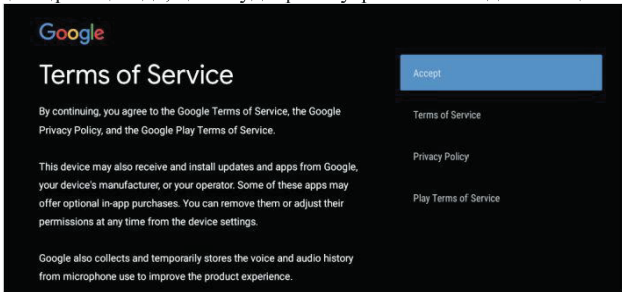 Google
Terms of Service
By continuing, you agree to the Google Terms of Service, the Google
Privacy Policy, and the Google Play Terms of Service.
This device may also receive and install updates and apps from Google,
your device's manufacturer, or your operator. Some of these apps may
offer optional in-app purchases. You can remove them or adjust their
permissions at any time from the device settings.
Google also collects and temporarily stores the voice and audio history
from microphone use to improve the product experience.
Accept
Terms of Service
Privacy Policy
Play Terms of Service